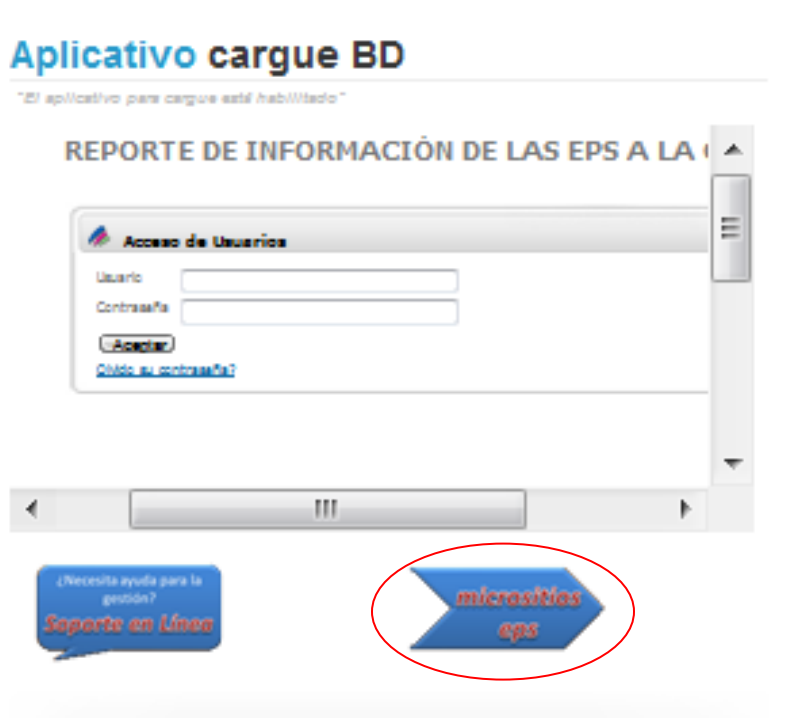 Aplicativo cargue BD
"El aplicativo para cargue esté habilitado"
REPORTE DE INFORMACIÓN DE LAS EPS A LA
Acceso de Usuarios
Usuario
Contraseña
Aceptar
Olvido su contraseña?
¿Necesita ayuda para la
gestión?
Soporte en Línea
micrositios
eps